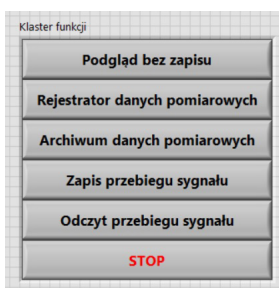 Klaster funkcji
Podgląd bez zapisu
Rejestrator danych pomiarowych
Archiwum danych pomiarowych
Zapis przebiegu sygnału
Odczyt przebiegu sygnału
STOP